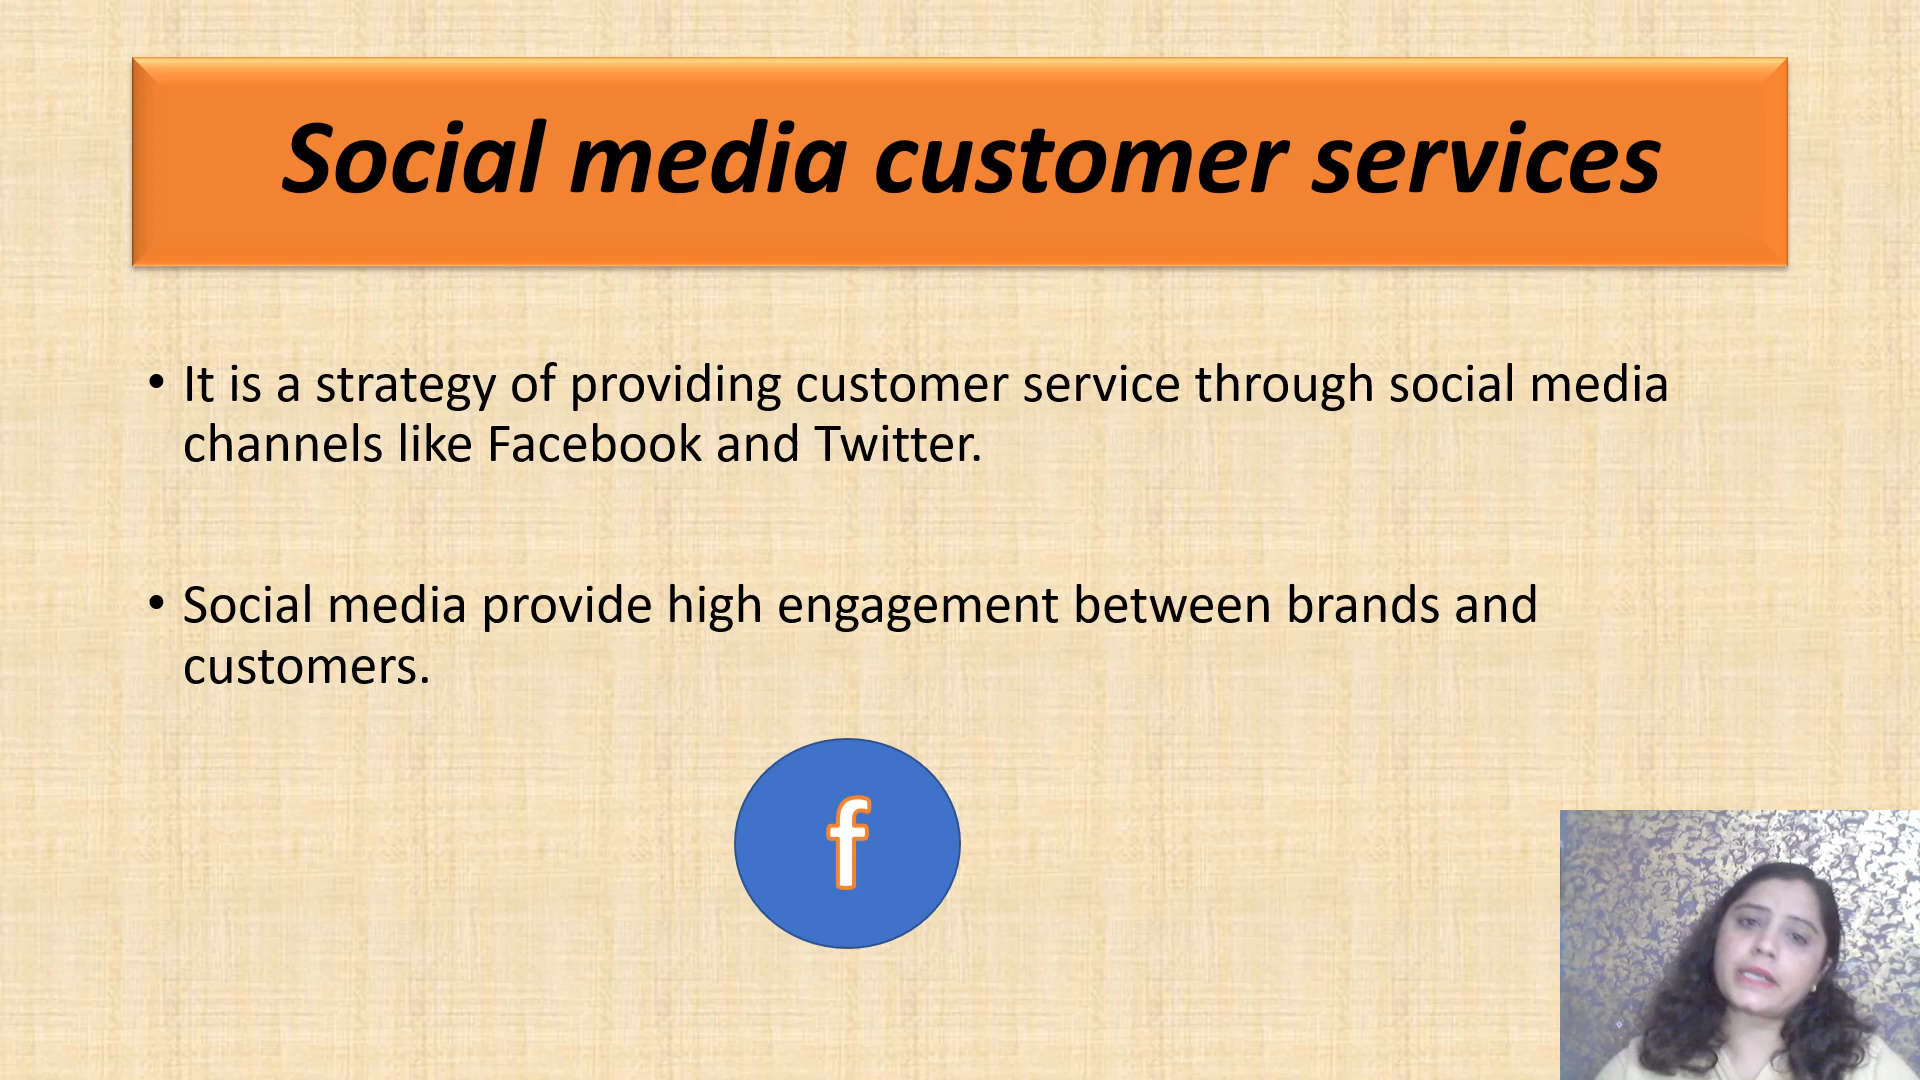 Social media customer services
• It is a strategy of providing customer service through social media
channels like Facebook and Twitter.
• Social media provide high engagement between brands and
customers.
f